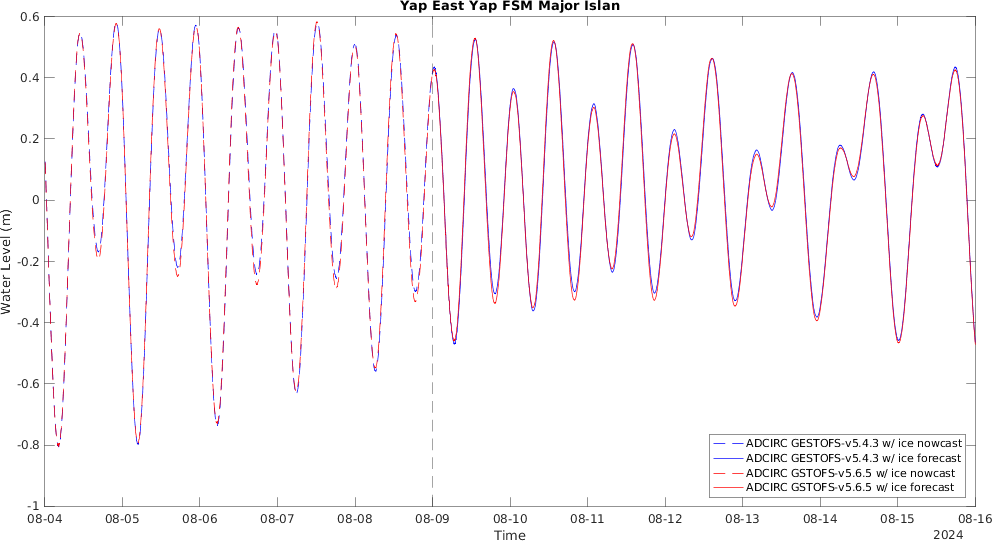 Yap East Yap FSM Major Islan
Water Level (m)
0.6
0.4
0.2
0
-0.2
-0.4
-0.6
-0.8
-1
ADCIRC GESTOFS-v5.4.3 w/ ice nowcast
ADCIRC GESTOFS-v5.4.3 w/ ice forecast
ADCIRC GSTOFS-v5.6.5 w/ ice nowcast
ADCIRC GSTOFS-v5.6.5 w/ ice forecast
08-04 08-05 08-06 08-07 08-08 08-09 08-10 08-11 08-12 08-13 08-14 08-15 08-16
Time
2024